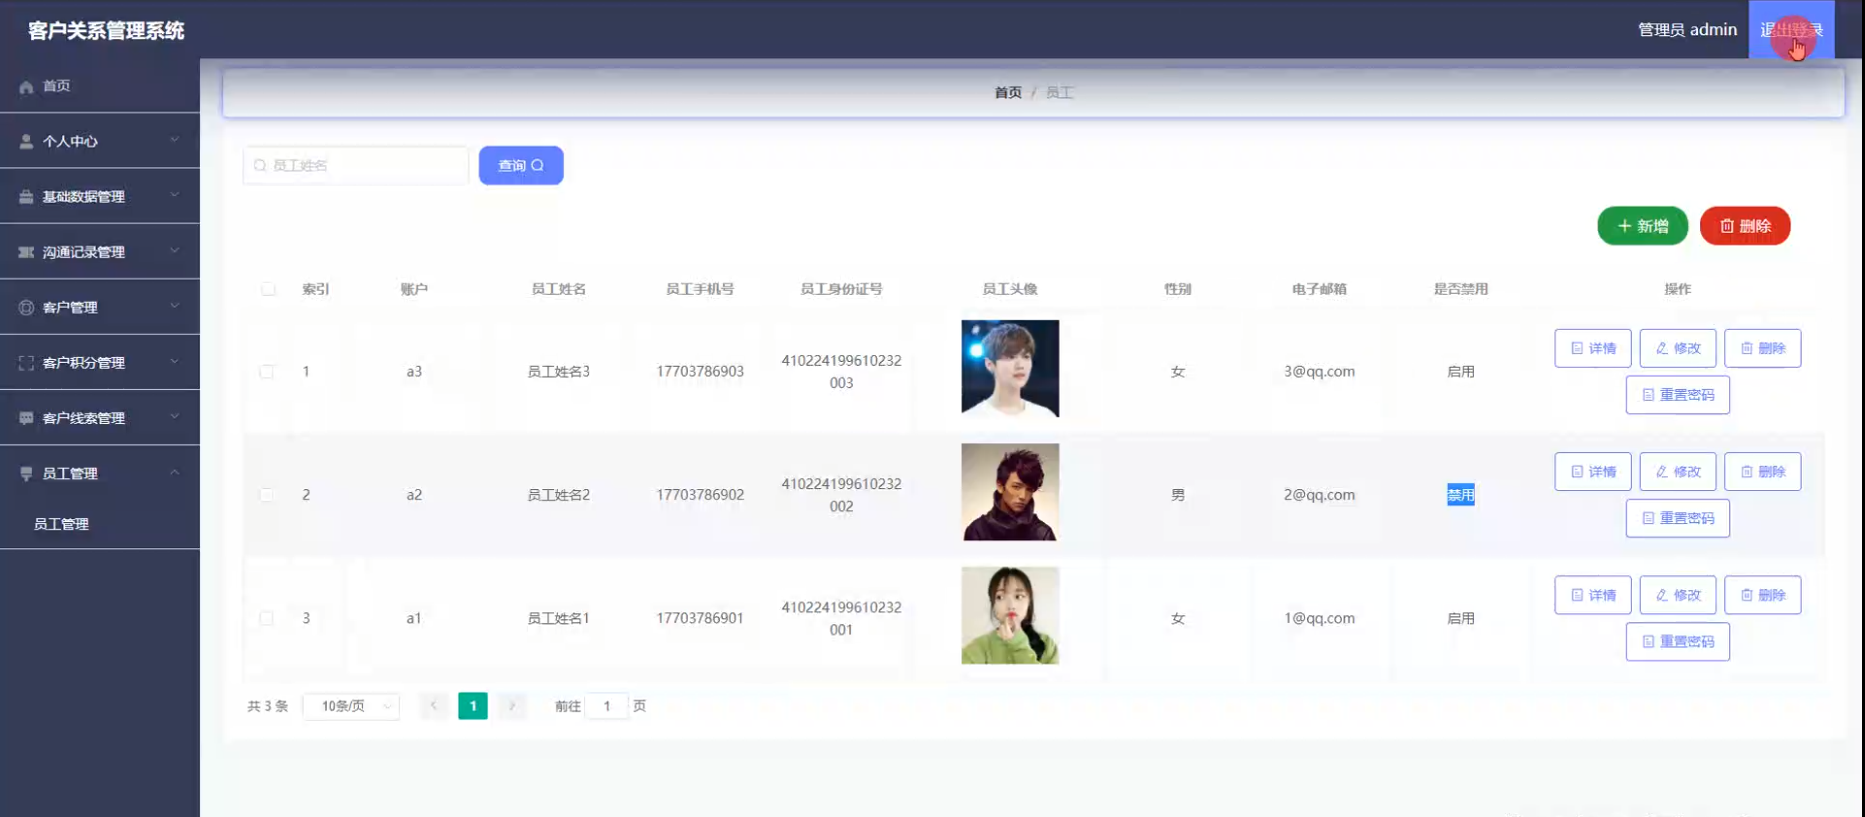 客户关系管理系统
管理员 admin
退出登录
首页
个人中心
基础数据管理
沟通记录管理
客户管理
客户积分管理
客户线索管理
员工管理
员工管理
首页 / 员工
员工姓名
查询
新增
删除
索引 账户 员工姓名 员工手机号 员工身份证号 员工头像 性别 电子邮箱 是否禁用 操作
1 a3 员工姓名3 17703786903 410224199610232
003
女 3@qq.com 启用
详情 修改 删除
重置密码
2 a2 员工姓名2 17703786902 410224199610232
002
男 2@qq.com 禁用
详情 修改 删除
重置密码
3 a1 员工姓名1 17703786901 410224199610232
001
女 1@qq.com 启用
详情 修改 删除
重置密码
共 3 条 10条/页 1 前往 1 页